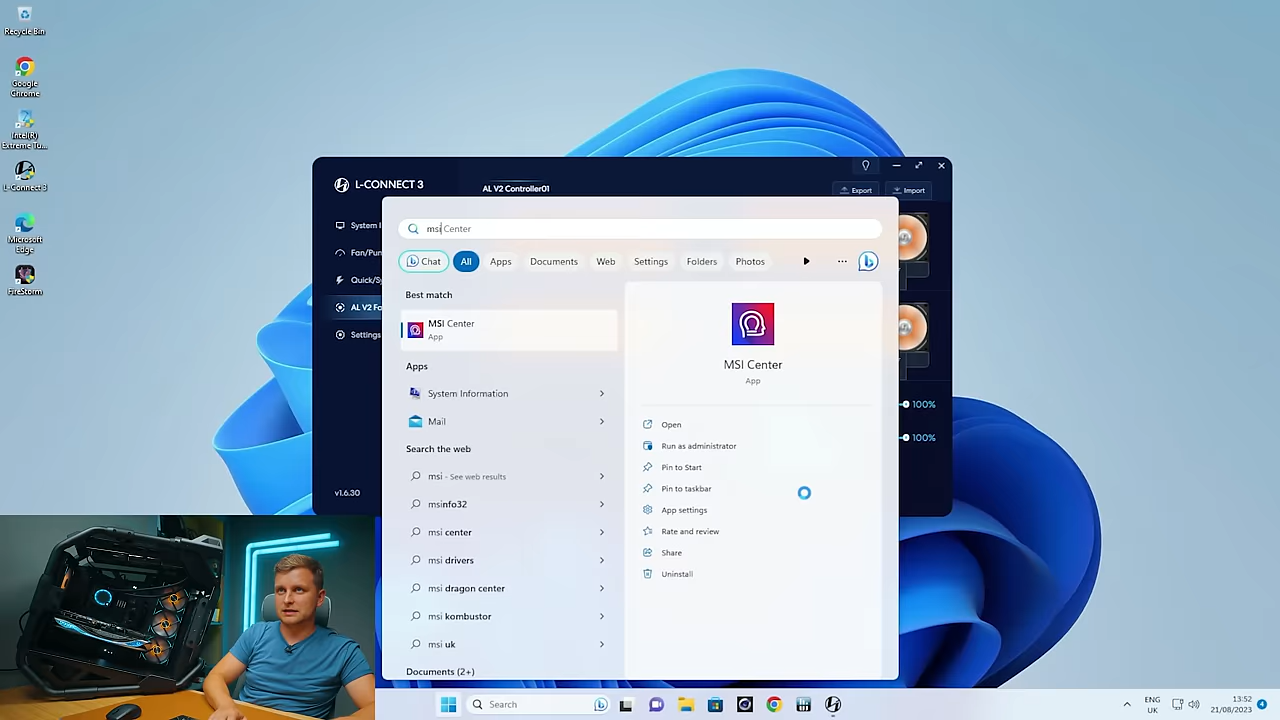 Recycle Bin
Google
Chrome
Intel(R)
Extreme Tu...
L-Connect 3
Microsoft
Edge
FireStorm
L-CONNECT 3
AL V2 Controller01
Export
Import
System I
Fan/Pum
Quick/Sy
AL V2 Fa
Settings
100%
100%
v1.6.30
msi Center
Chat
All
Apps
Documents
Web
Settings
Folders
Photos
Best match
MSI Center
App
Apps
System Information
Mail
Search the web
msi - See web results
msinfo32
msi center
msi drivers
msi dragon center
msi kombustor
msi uk
Documents (2+)
MSI Center
App
Open
Run as administrator
Pin to Start
Pin to taskbar
App settings
Rate and review
Share
Uninstall
Search
ENG
UK
13:52
21/08/2023
4